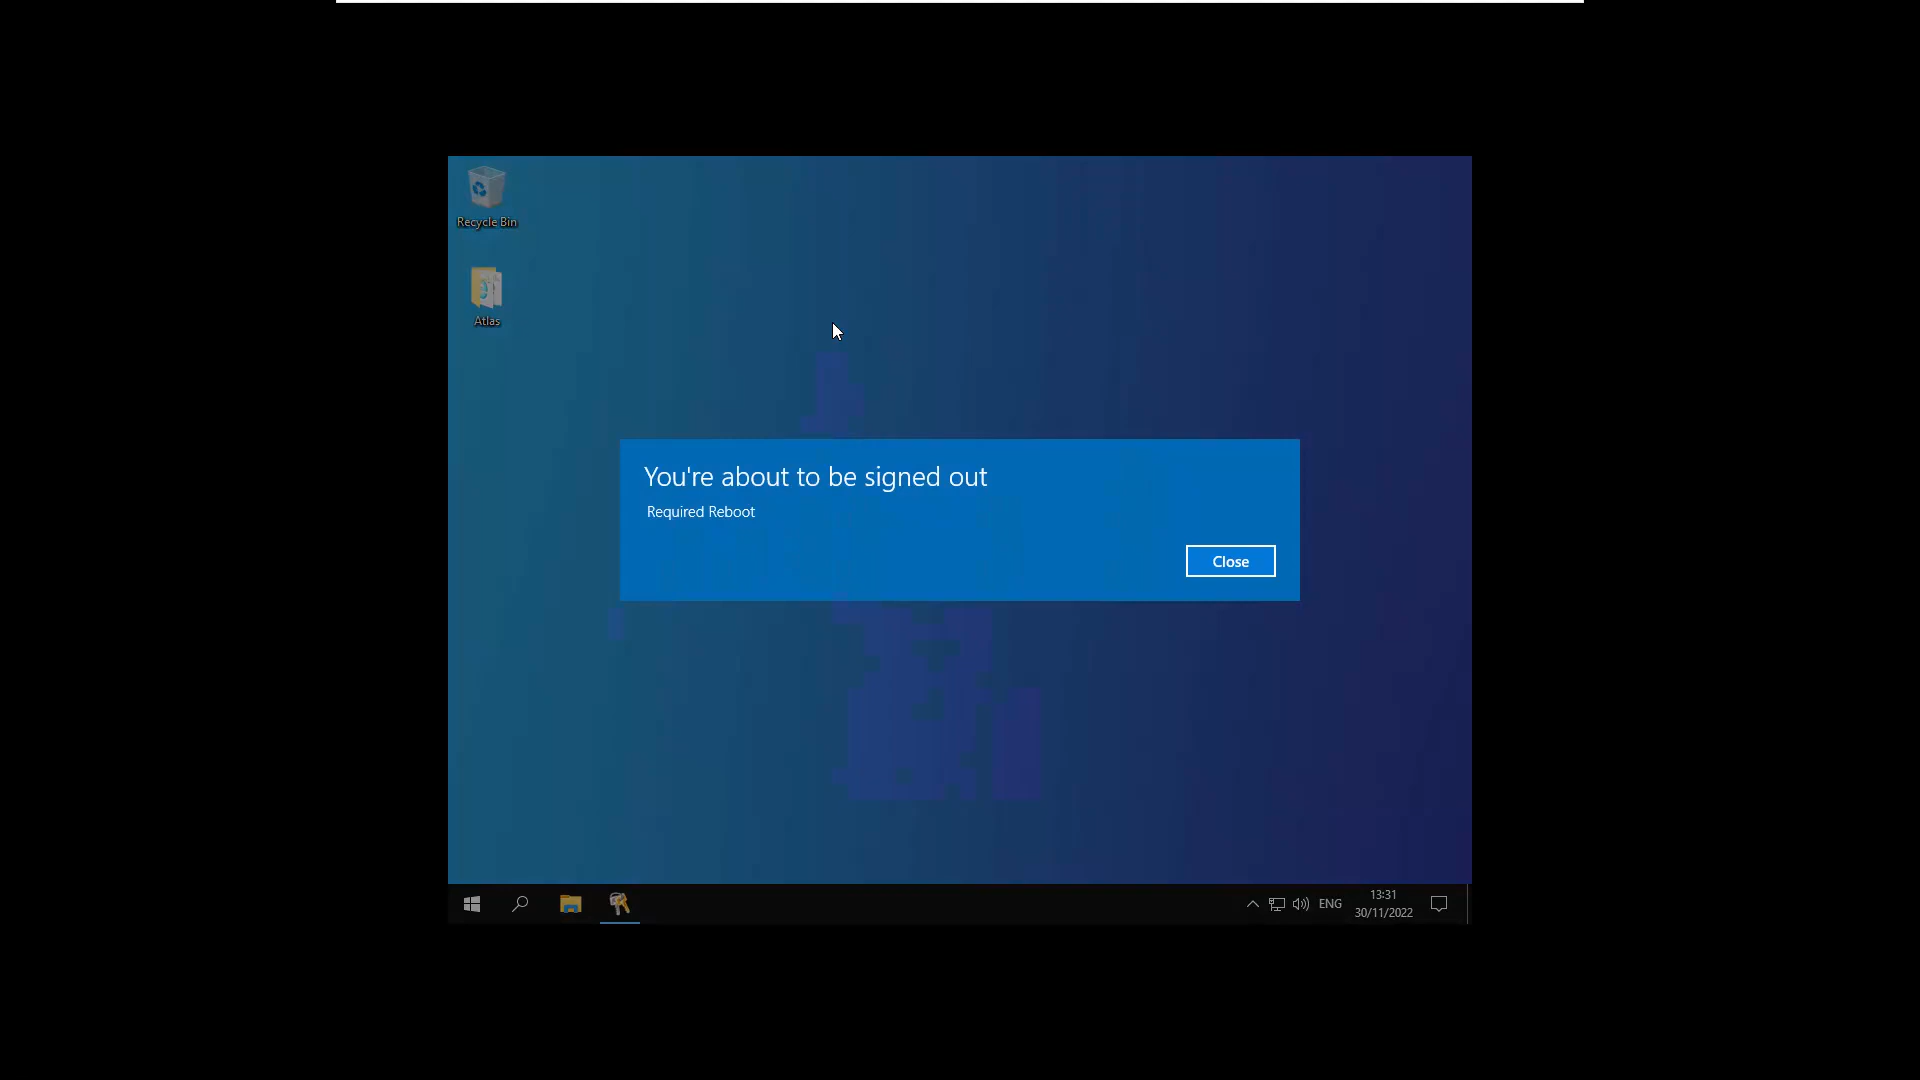 Recycle Bin
Atlas
You're about to be signed out
Required Reboot
Close
ENG
13:31
30/11/2022